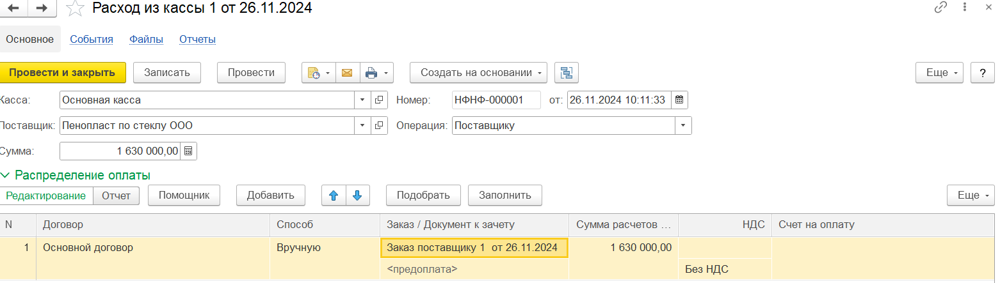 Расход из кассы 1 от 26.11.2024
Основное События Файлы Отчеты
Провести и закрыть Записать Провести Создать на основании Еще ?
Касса: Основная касса Номер: НФНФ-000001 от: 26.11.2024 10:11:33
Поставщик: Пенопласт по стеклу ООО Операция: Поставщику
Сумма: 1 630 000,00
Распределение оплаты
Редактирование Отчет Помощник Добавить Подобрать Заполнить Еще
N Договор Способ Заказ / Документ к зачету Сумма расчетов ... НДС Счет на оплату
1 Основной договор Вручную Заказ поставщику 1 от 26.11.2024 1 630 000,00
<предоплата> Без НДС